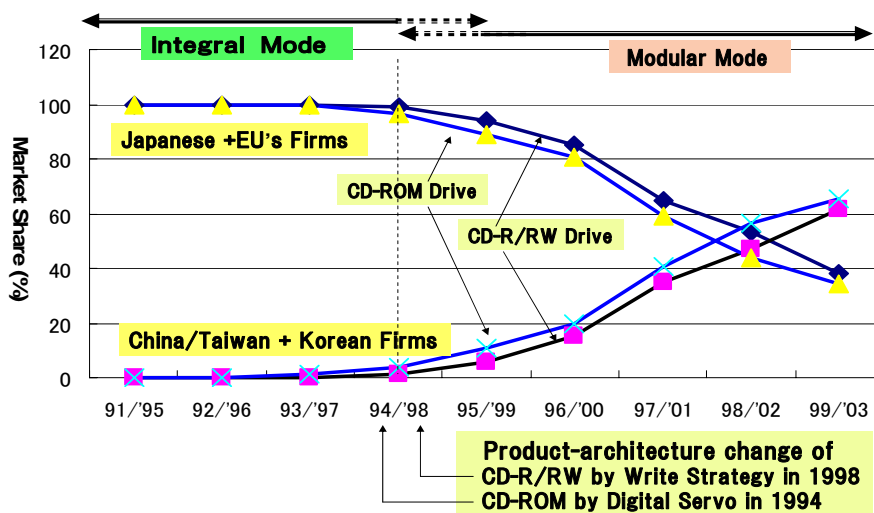 Integral Mode
Modular Mode
120
100
80
60
40
20
0
Market Share (%)
Japanese +EU's Firms
CD-ROM Drive
CD-R/RW Drive
China/Taiwan + Korean Firms
91/'95 92/'96 93/'97 94/'98 95/'99 96/'00 97/'01 98/'02 99/'03
Product-architecture change of
CD-R/RW by Write Strategy in 1998
CD-ROM by Digital Servo in 1994